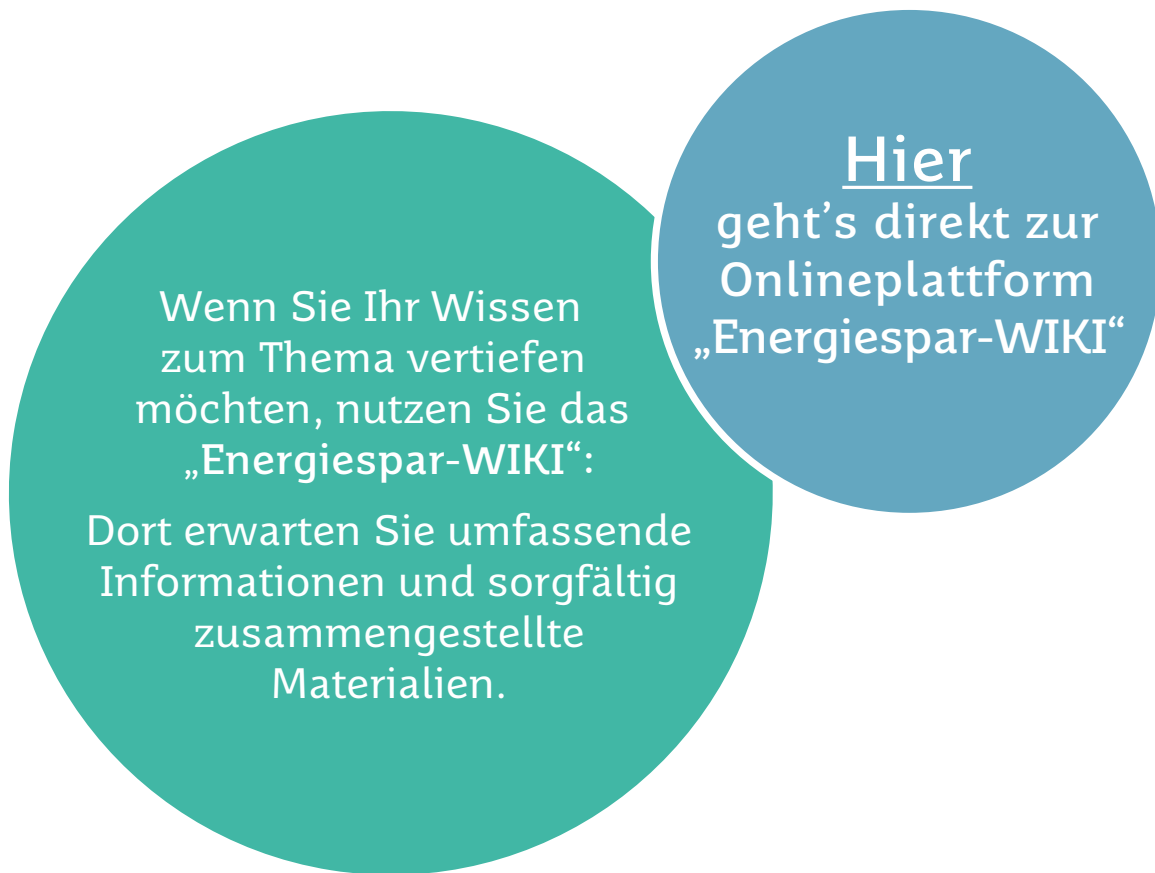 Wenn Sie Ihr Wissen
zum Thema vertiefen
möchten, nutzen Sie das
„Energiespar-WIKI“:
Dort erwarten Sie umfassende
Informationen und sorgfältig
zusammengestellte
Materialien.
Hier
geht’s direkt zur
Onlineplattform
„Energiespar-WIKI“